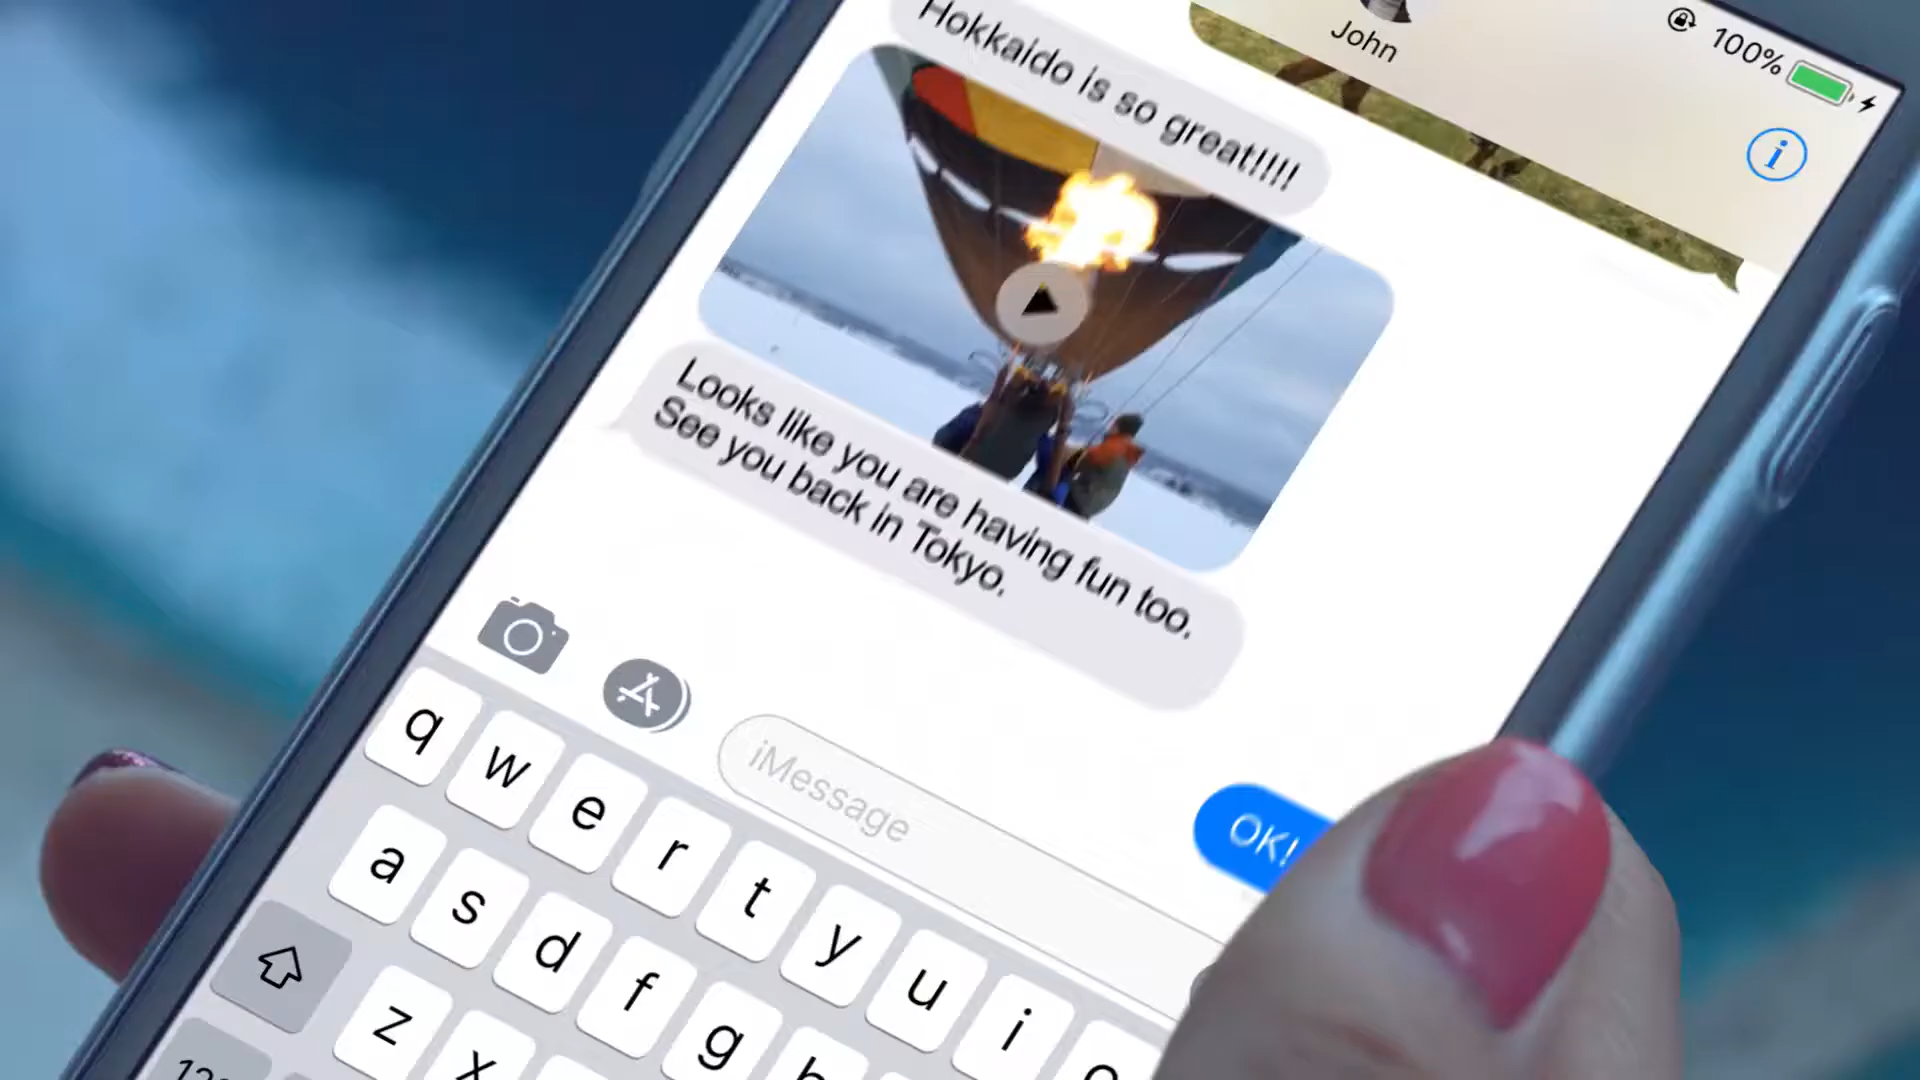 100%
John
i
Hokkaido is so great!!!!
Looks like you are having fun too.
See you back in Tokyo.
OK!
iMessage
q w e r t y u i
a s d f g
z x